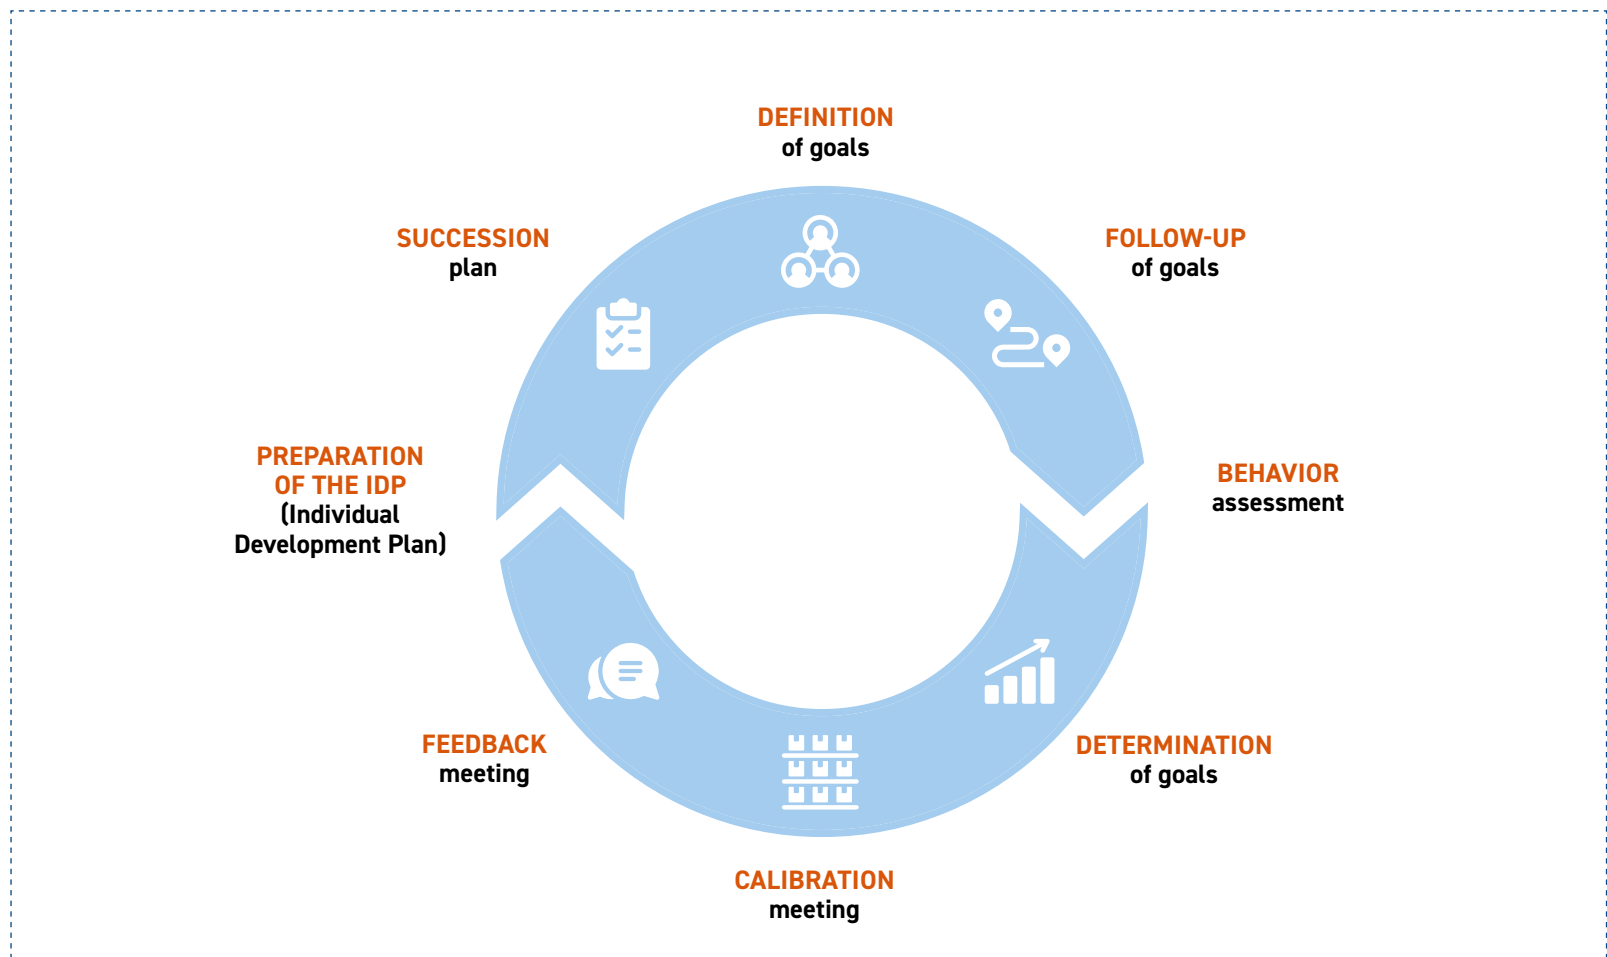 DEFINITION
of goals
FOLLOW-UP
of goals
BEHAVIOR
assessment
DETERMINATION
of goals
CALIBRATION
meeting
FEEDBACK
meeting
PREPARATION
OF THE IDP
(Individual
Development Plan)
SUCCESSION
plan